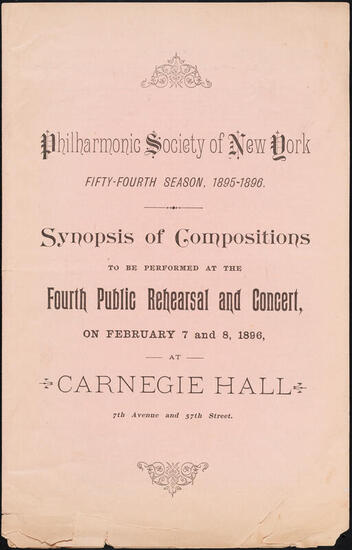 Philharmonic Society of New York
FIFTY-FOURTH SEASON, 1895-1896.
Synopsis of Compositions
TO BE PERFORMED AT THE
Fourth Public Rehearsal and Concert,
ON FEBRUARY 7 and 8, 1896,
AT
CARNEGIE HALL
7th Avenue and 57th Street.